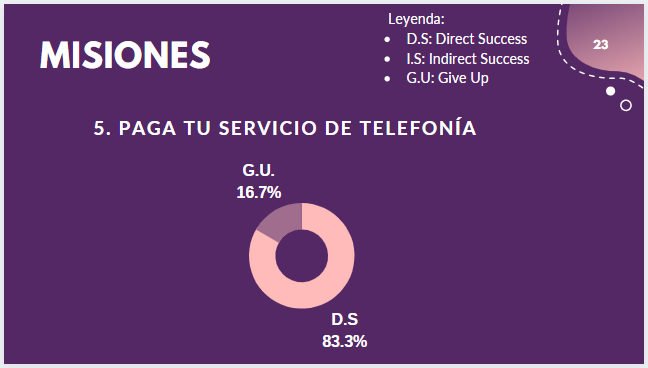 MISIONES
Leyenda:
• D.S: Direct Success
• I.S: Indirect Success
• G.U: Give Up
23
5. PAGA TU SERVICIO DE TELEFONÍA
G.U.
16.7%
D.S
83.3%